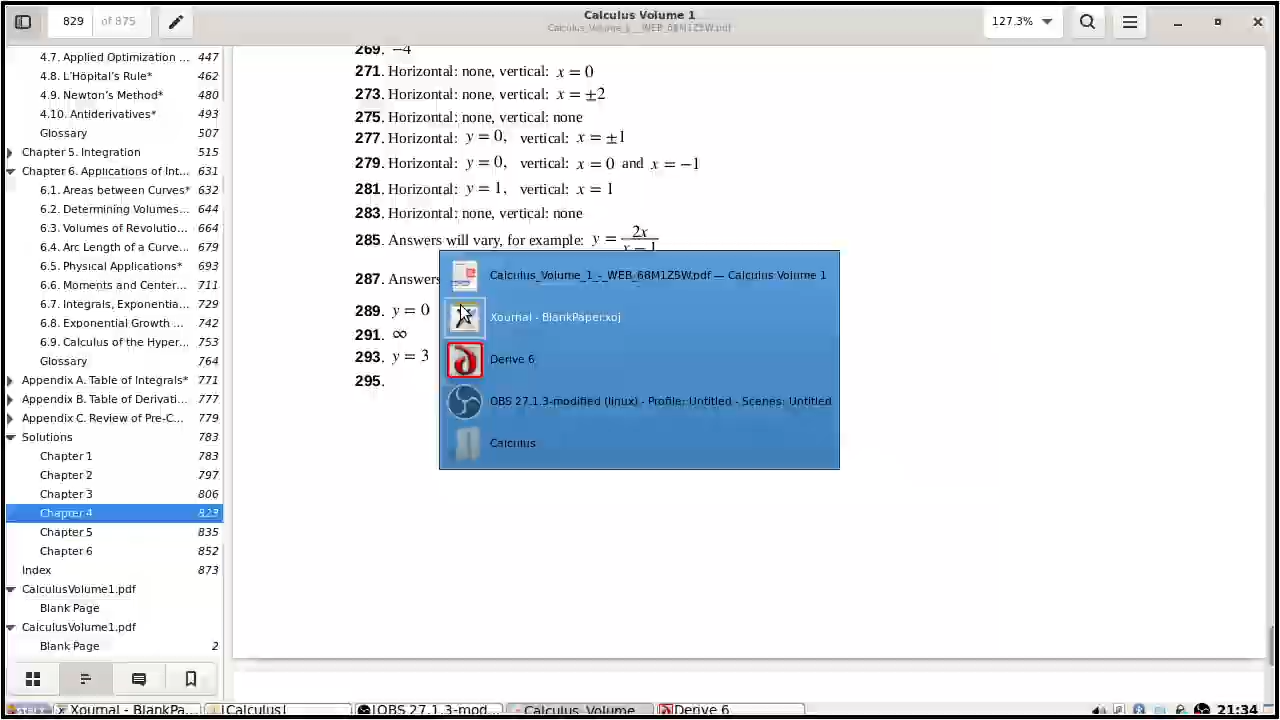 829 of 875
Calculus Volume 1
Calculus_Volume_1_-_WEB_68M1Z5W.pdf
127.3%
4.7. Applied Optimization ... 447
4.8. L'Hôpital's Rule* 462
4.9. Newton's Method* 480
4.10. Antiderivatives* 493
Glossary 507
Chapter 5. Integration 515
Chapter 6. Applications of Int... 631
6.1. Areas between Curves* 632
6.2. Determining Volumes... 644
6.3. Volumes of Revolutio... 664
6.4. Arc Length of a Curve... 679
6.5. Physical Applications* 693
6.6. Moments and Center... 711
6.7. Integrals, Exponentia... 729
6.8. Exponential Growth ... 742
6.9. Calculus of the Hyper... 753
Glossary 764
Appendix A. Table of Integrals* 771
Appendix B. Table of Derivati... 777
Appendix C. Review of Pre-C... 779
Solutions 783
Chapter 1 783
Chapter 2 797
Chapter 3 806
Chapter 4 823
Chapter 5 835
Chapter 6 852
Index 873
CalculusVolume1.pdf
Blank Page
CalculusVolume1.pdf
Blank Page 2
269. −4
271. Horizontal: none, vertical: x = 0
273. Horizontal: none, vertical: x = ±2
275. Horizontal: none, vertical: none
277. Horizontal: y = 0, vertical: x = ±1
279. Horizontal: y = 0, vertical: x = 0 and x = −1
281. Horizontal: y = 1, vertical: x = 1
283. Horizontal: none, vertical: none
285. Answers will vary, for example: y = 2x / x − 1
287. Answers
289. y = 0
291. ∞
293. y = 3
295.
Calculus_Volume_1_-_WEB_68M1Z5W.pdf — Calculus Volume 1
Xournal - BlankPaper.xoj
Derive 6
OBS 27.1.3-modified (linux) - Profile: Untitled - Scenes: Untitled
Calculus
Xournal - BlankPa... [Calculus] [OBS 27.1.3-mod... Calculus_Volume_ Derive 6 21:34